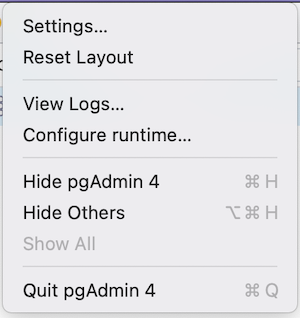 Settings...
Reset Layout
View Logs...
Configure runtime...
Hide pgAdmin 4 ⌘ H
Hide Others ⌥ ⌘ H
Show All
Quit pgAdmin 4 ⌘ Q